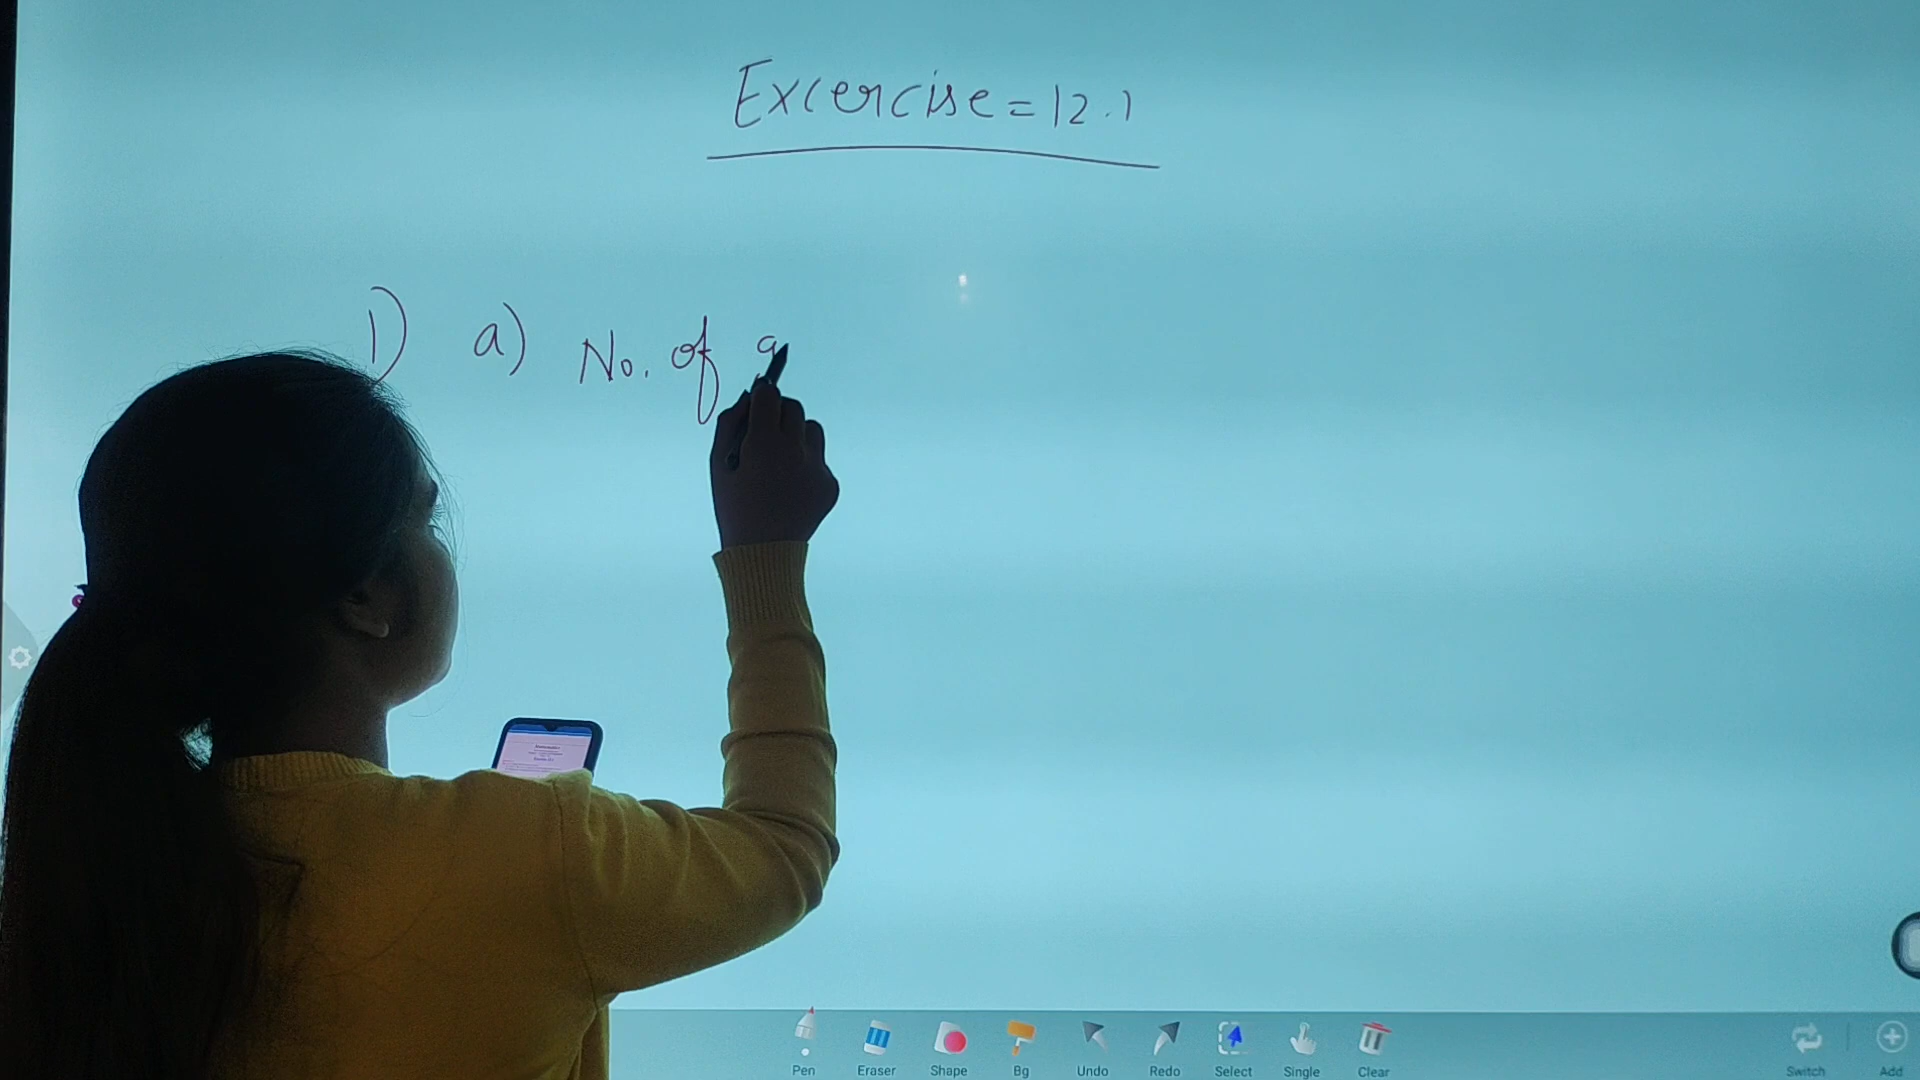 Excercise = 12.1
1) a) No. of
Pen Eraser Shape Bg Undo Redo Select Single Clear Switch Add